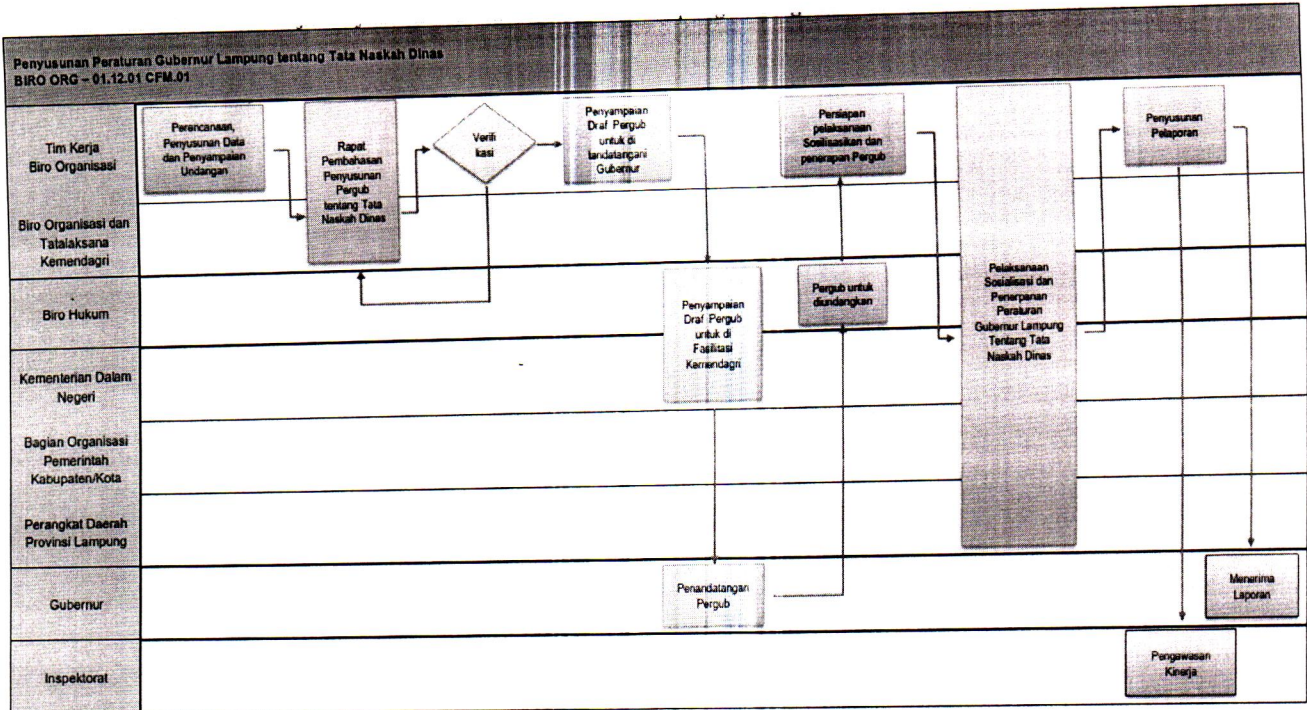 Penyusunan Peraturan Gubernur Lampung tentang Tata Naskah Dinas
BIRO ORG – 01.12.01 CFM.01
Tim Kerja
Biro Organisasi
Perencanaan,
Penyusunan Data
dan Penyampaian
Undangan
Rapat
Pembahasan
Penyusunan
Pergub
tentang Tata
Naskah Dinas
Verifi
kasi
Penyampaian
Draf Pergub
untuk di
tandatangani
Gubernur
Persiapan
pelaksanaan
Sosilisasikan dan
penerapan Pergub
Penyusunan
Pelaporan
Biro Organisasi dan
Tatalaksana
Kemendagri
Biro Hukum
Penyampaian
Draf Pergub
untuk di
Fasilitasi
Kemendagri
Pergub untuk
diundangkan
Pelaksanaan
Sosialisasi dan
Penerpanan
Peraturan
Gubernur Lampung
Tentang Tata
Naskah Dinas
Kementerian Dalam
Negeri
Bagian Organisasi
Pemerintah
Kabupaten/Kota
Perangkat Daerah
Provinsi Lampung
Gubernur
Penandatangan
Pergub
Menerima
Laporan
Inspektorat
Pengawasan
Kinerja